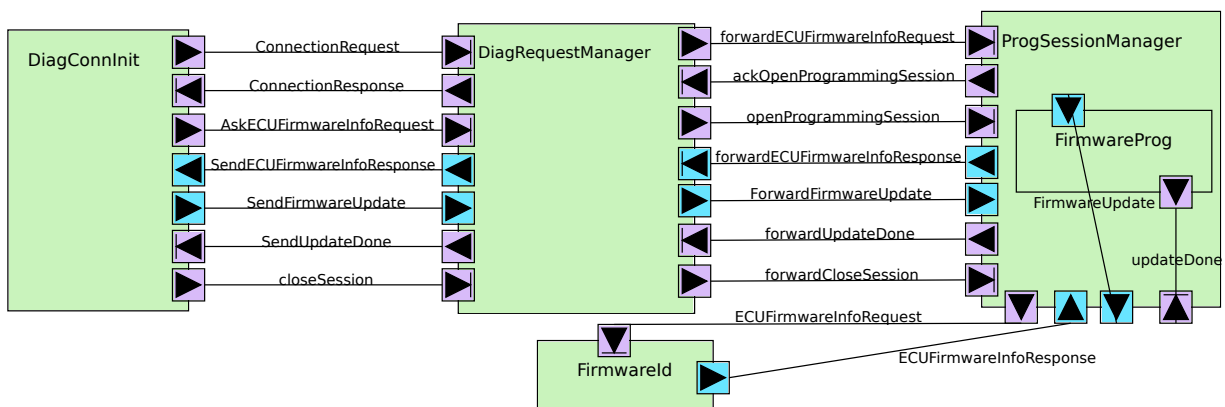 DiagConnInit
ConnectionRequest
ConnectionResponse
AskECUFirmwareInfoRequest
SendECUFirmwareInfoResponse
SendFirmwareUpdate
SendUpdateDone
closeSession
DiagRequestManager
forwardECUFirmwareInfoRequest
ackOpenProgrammingSession
openProgrammingSession
forwardECUFirmwareInfoResponse
ForwardFirmwareUpdate
forwardUpdateDone
forwardCloseSession
ProgSessionManager
FirmwareProg
FirmwareUpdate
updateDone
ECUFirmwareInfoRequest
ECUFirmwareInfoResponse
FirmwareId